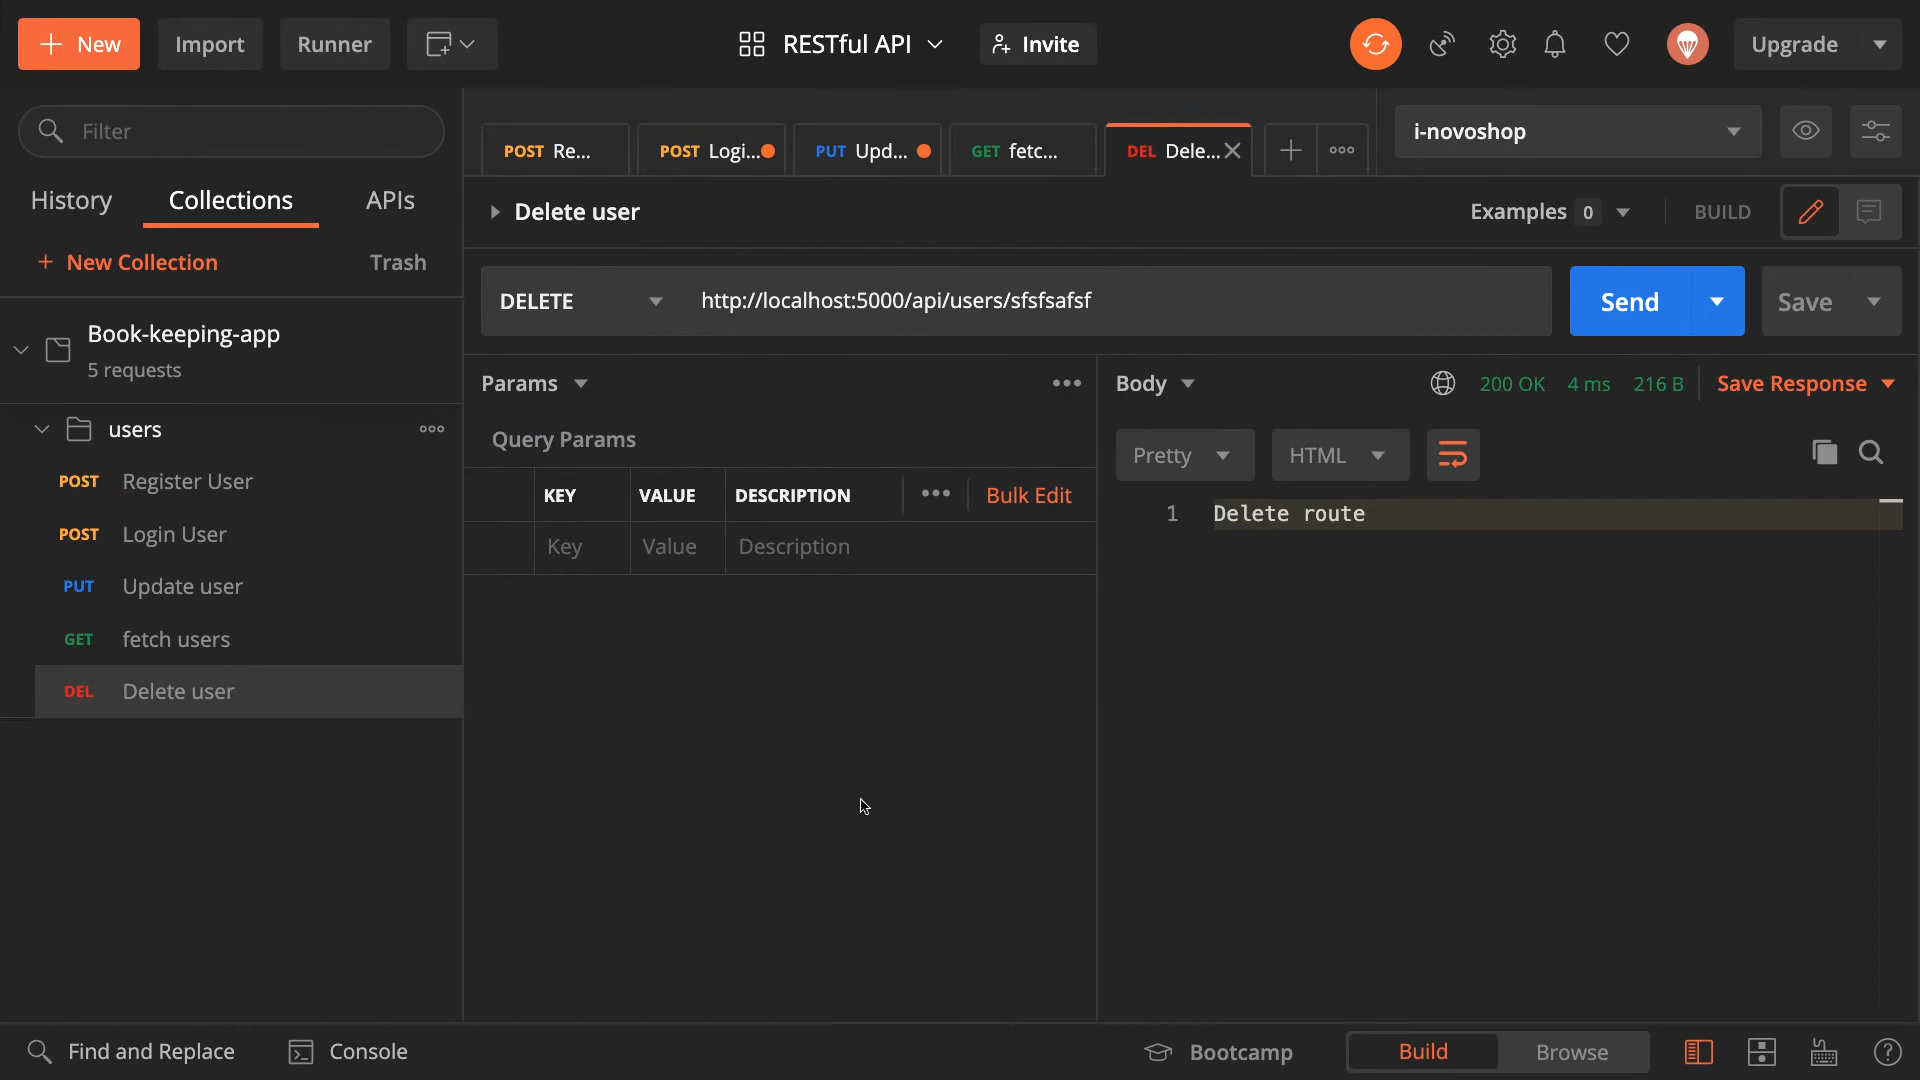 New
Import
Runner
RESTful API
Invite
Upgrade
Filter
POST Re...
POST Logi...
PUT Upd...
GET fetc...
DEL Dele...
i-novoshop
History
Collections
APIs
Delete user
Examples 0
BUILD
+ New Collection
Trash
DELETE
http://localhost:5000/api/users/sfsfsafsf
Send
Save
Book-keeping-app
5 requests
Params
Body
200 OK
4 ms
216 B
Save Response
users
Query Params
Pretty
HTML
POST Register User
KEY
VALUE
DESCRIPTION
Bulk Edit
1 Delete route
POST Login User
Key
Value
Description
PUT Update user
GET fetch users
DEL Delete user
Find and Replace
Console
Bootcamp
Build
Browse